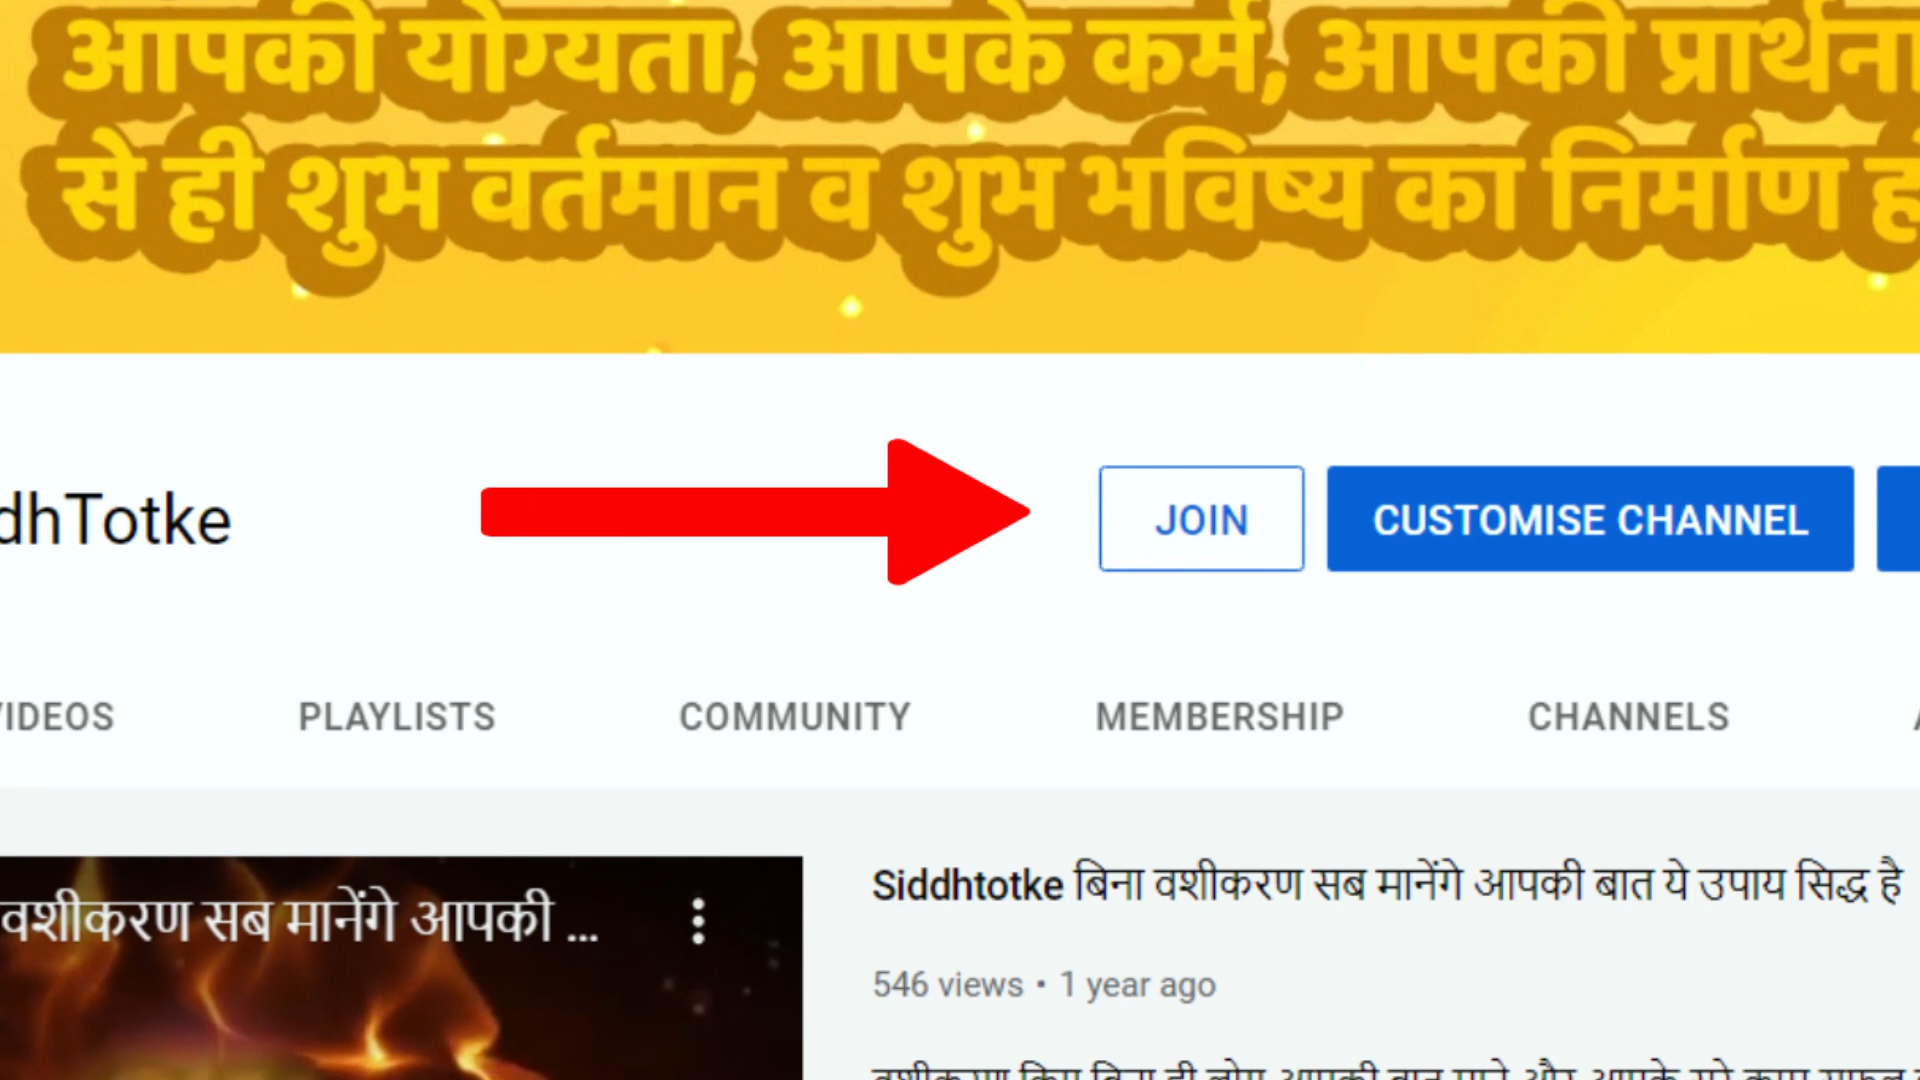 आपकी योग्यता, आपके कर्म, आपकी प्रार्थना
से ही शुभ वर्तमान व शुभ भविष्य का निर्माण
dhTotke
JOIN
CUSTOMISE CHANNEL
VIDEOS
PLAYLISTS
COMMUNITY
MEMBERSHIP
CHANNELS
वशीकरण सब मानेंगे आपकी ...
Siddhtotke बिना वशीकरण सब मानेंगे आपकी बात ये उपाय सिद्ध है
546 views • 1 year ago